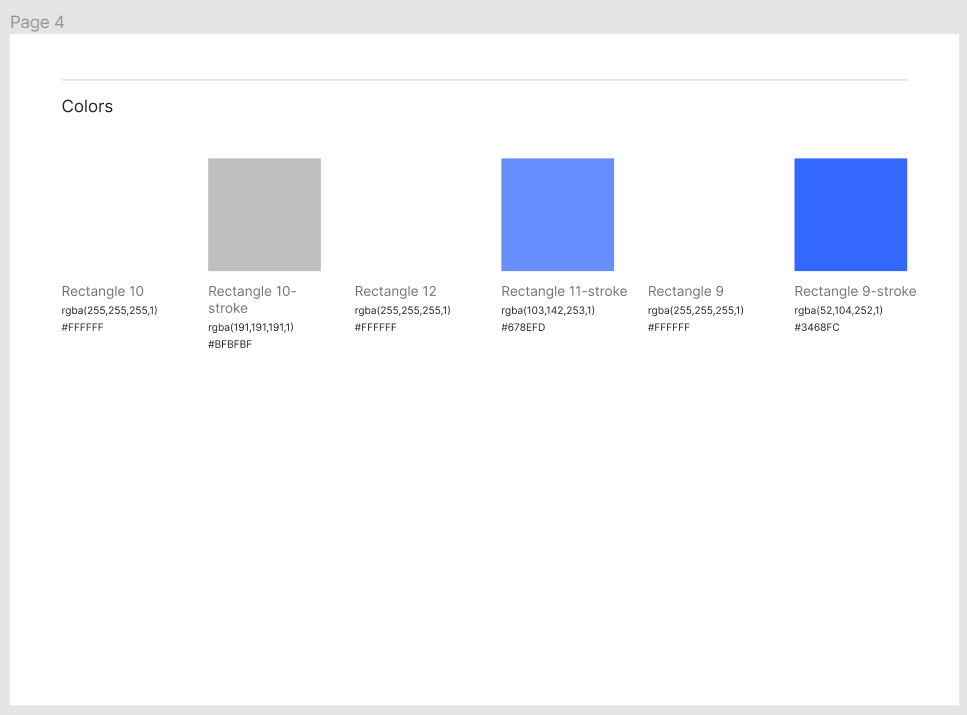 Page 4
Colors
Rectangle 10
rgba(255,255,255,1)
#FFFFFF
Rectangle 10-
stroke
rgba(191,191,191,1)
#BFBFBF
Rectangle 12
rgba(255,255,255,1)
#FFFFFF
Rectangle 11-stroke
rgba(103,142,253,1)
#678EFD
Rectangle 9
rgba(255,255,255,1)
#FFFFFF
Rectangle 9-stroke
rgba(52,104,252,1)
#3468FC